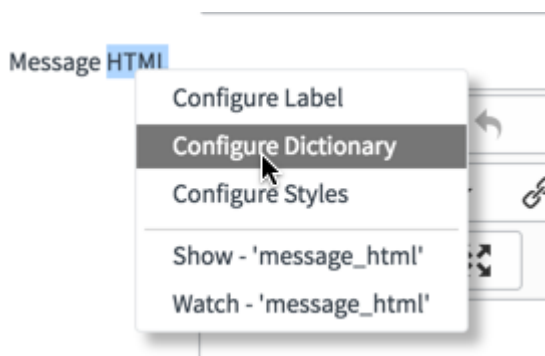 Message HTML
Configure Label
Configure Dictionary
Configure Styles
Show - 'message_html'
Watch - 'message_html'